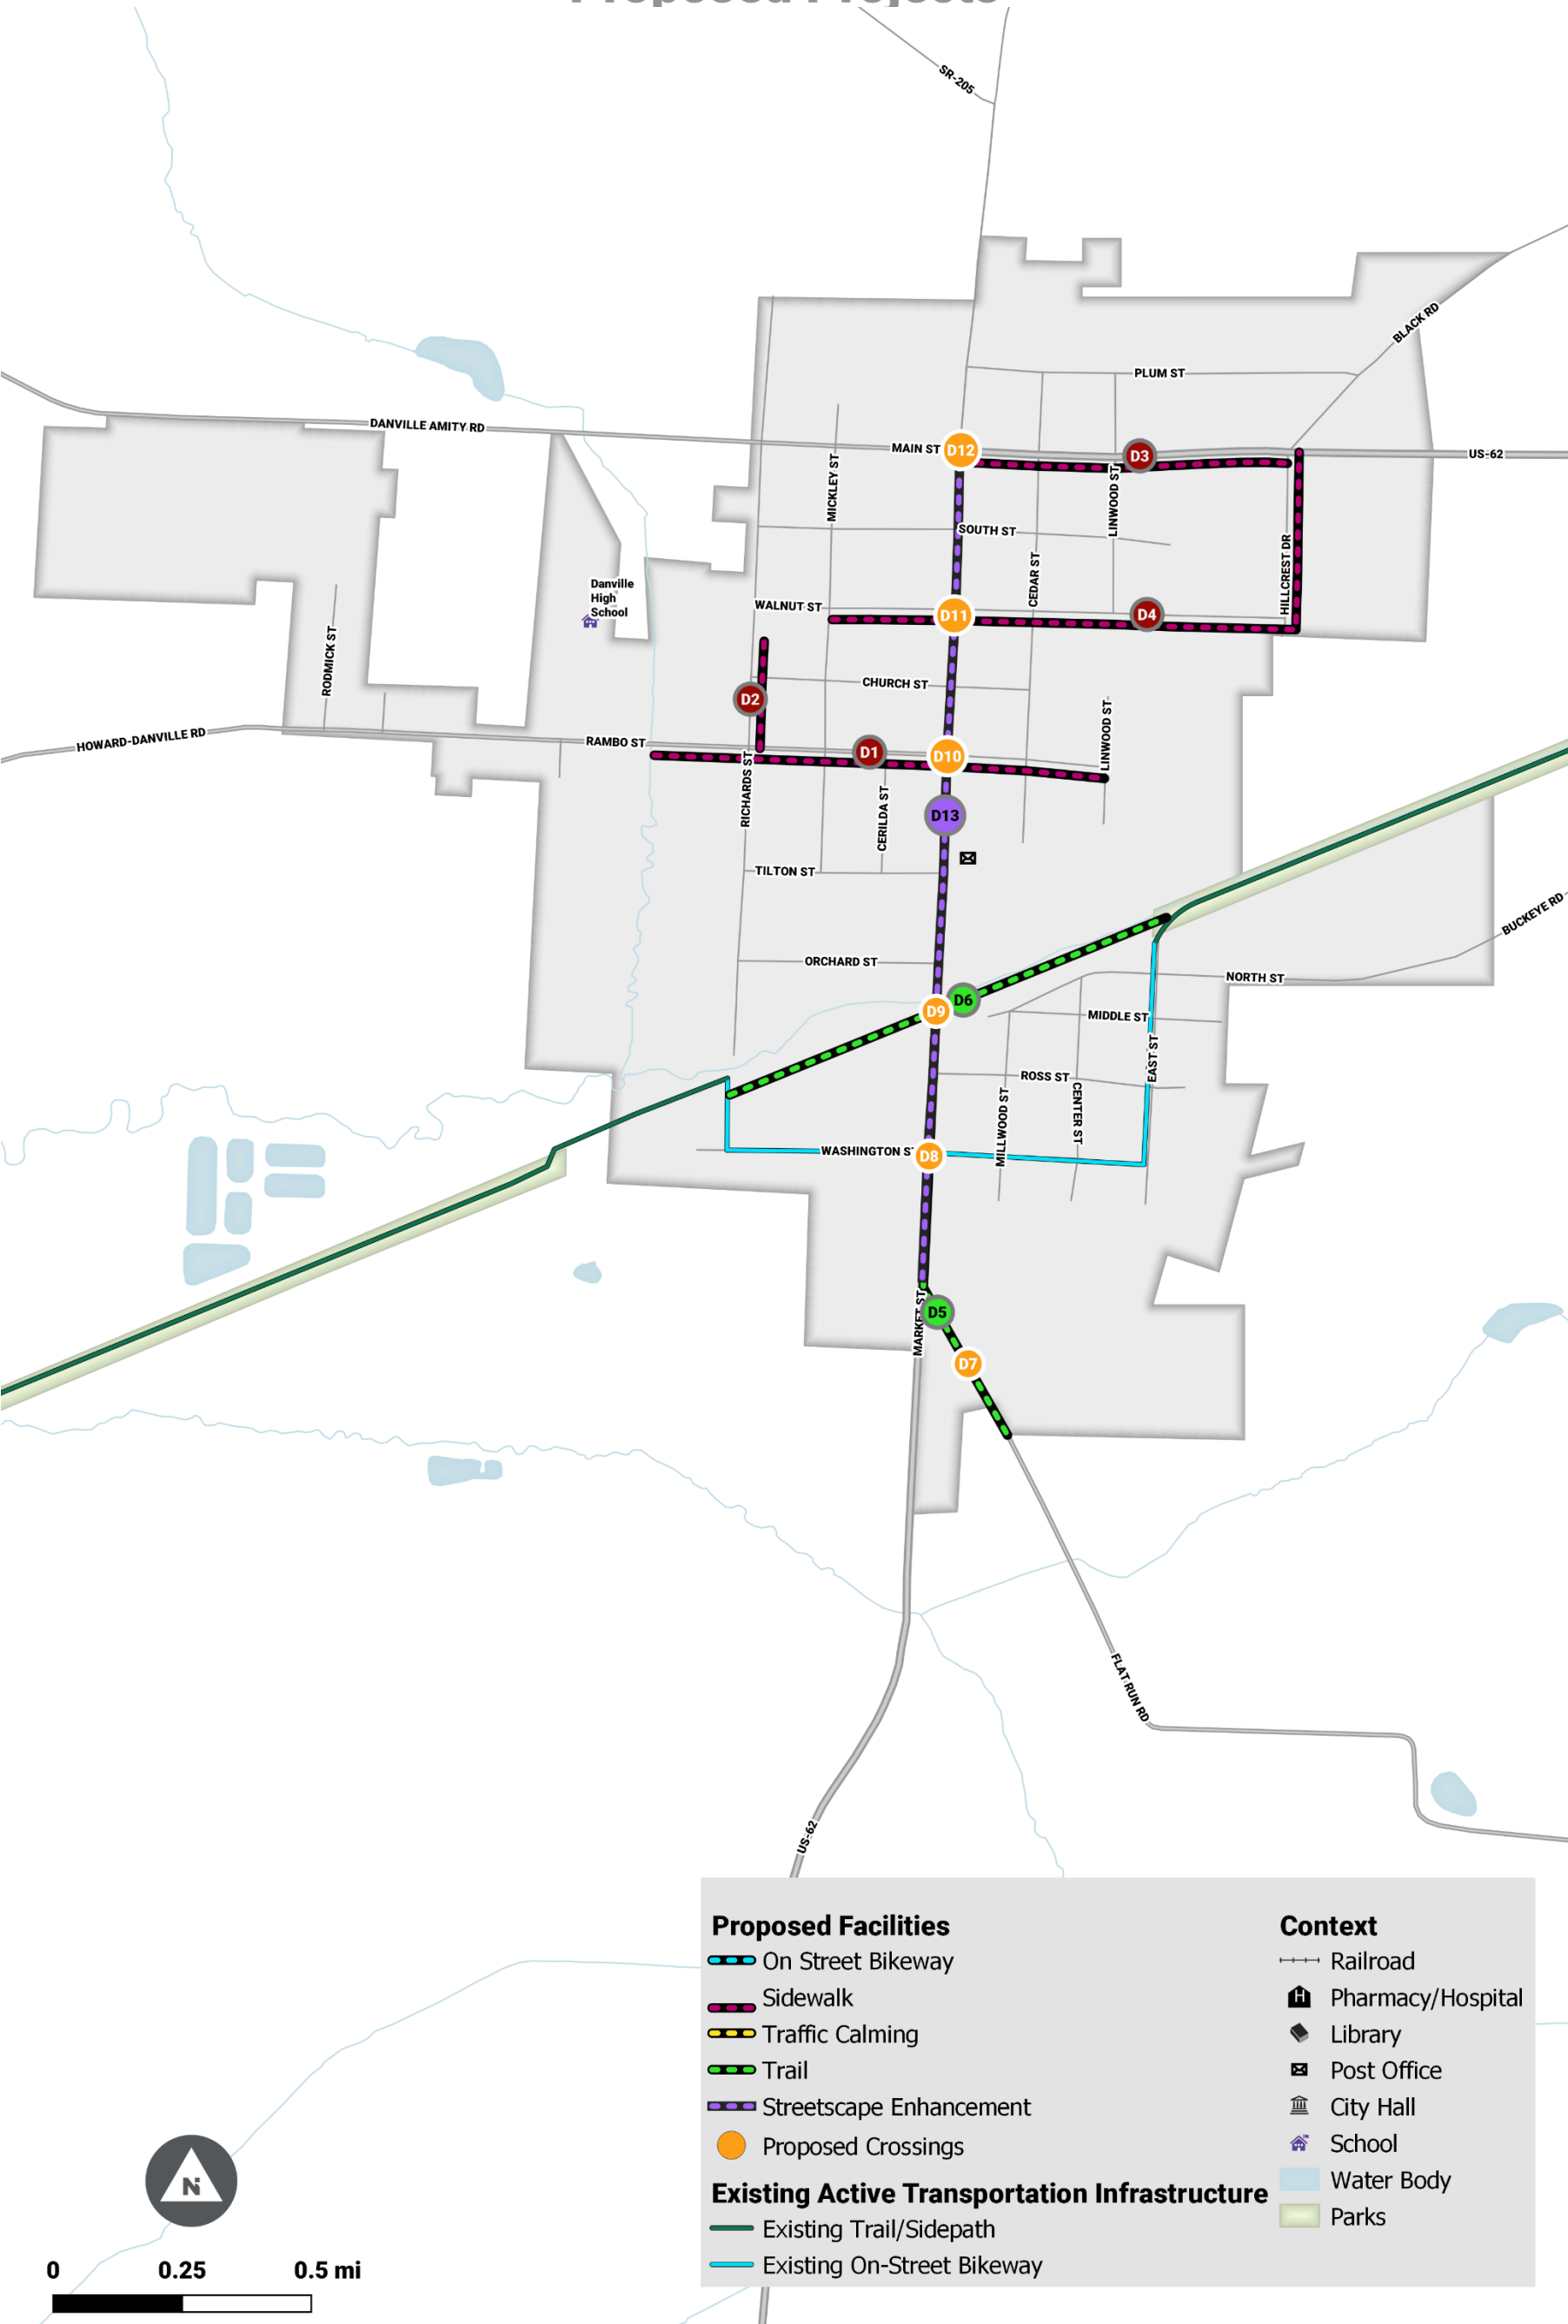 Proposed Projects
SR-205
BLACK RD
PLUM ST
DANVILLE AMITY RD
MAIN ST
D12
D3
US-62
MICKLEY ST
LINWOOD ST
SOUTH ST
CEDAR ST
HILLCREST DR
Danville
High
School
WALNUT ST
D11
D4
RODMICK ST
CHURCH ST
D2
HOWARD-DANVILLE RD
RAMBO ST
D1
D10
LINWOOD ST
RICHARDS ST
CERILDA ST
D13
TILTON ST
BUCKEYE RD
ORCHARD ST
NORTH ST
D6
D9
MIDDLE ST
EAST ST
ROSS ST
MILLWOOD ST
CENTER ST
WASHINGTON ST
D8
MARKET ST
D5
D7
FLAT RUN RD
US-62
Proposed Facilities
On Street Bikeway
Sidewalk
Traffic Calming
Trail
Streetscape Enhancement
Proposed Crossings
Existing Active Transportation Infrastructure
Existing Trail/Sidepath
Existing On-Street Bikeway
Context
Railroad
Pharmacy/Hospital
Library
Post Office
City Hall
School
Water Body
Parks
N
0 0.25 0.5 mi